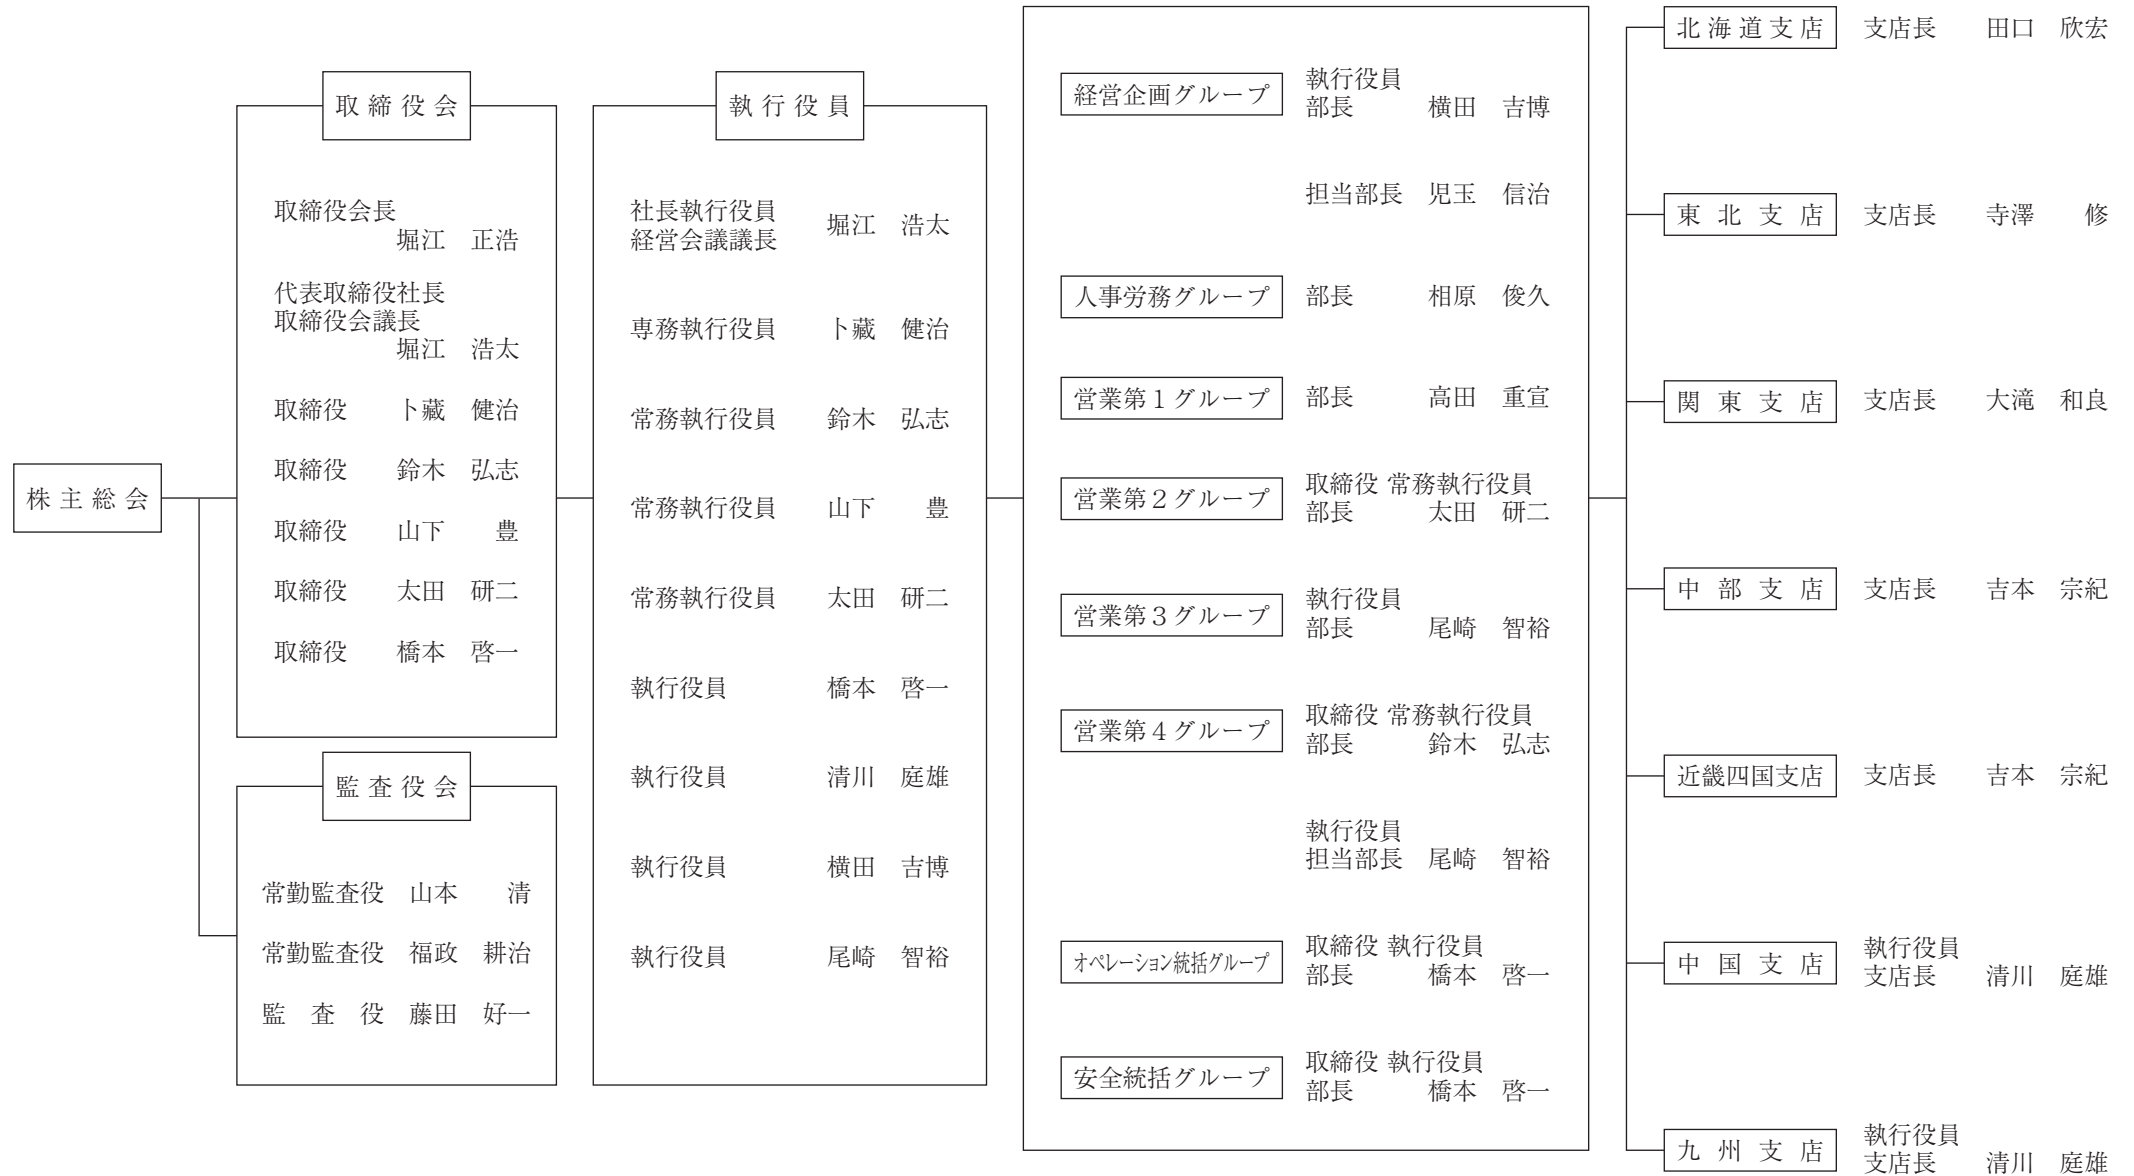 株主総会
取締役会
取締役会長
堀江 正浩
代表取締役社長
取締役会議長
堀江 浩太
取締役 卜蔵 健治
取締役 鈴木 弘志
取締役 山下 豊
取締役 太田 研二
取締役 橋本 啓一
監査役会
常勤監査役 山本 清
常勤監査役 福政 耕治
監査役 藤田 好一
執行役員
社長執行役員
経営会議議長 堀江 浩太
専務執行役員 卜蔵 健治
常務執行役員 鈴木 弘志
常務執行役員 山下 豊
常務執行役員 太田 研二
執行役員 橋本 啓一
執行役員 清川 庭雄
執行役員 横田 吉博
執行役員 尾崎 智裕
経営企画グループ
執行役員
部長 横田 吉博
担当部長 児玉 信治
人事労務グループ 部長 相原 俊久
営業第1グループ 部長 高田 重宣
営業第2グループ
取締役 常務執行役員
部長 太田 研二
営業第3グループ
執行役員
部長 尾崎 智裕
営業第4グループ
取締役 常務執行役員
部長 鈴木 弘志
執行役員
担当部長 尾崎 智裕
オペレーション統括グループ
取締役 執行役員
部長 橋本 啓一
安全統括グループ
取締役 執行役員
部長 橋本 啓一
北海道支店 支店長 田口 欣宏
東北支店 支店長 寺澤 修
関東支店 支店長 大滝 和良
中部支店 支店長 吉本 宗紀
近畿四国支店 支店長 吉本 宗紀
中国支店
執行役員
支店長 清川 庭雄
九州支店
執行役員
支店長 清川 庭雄